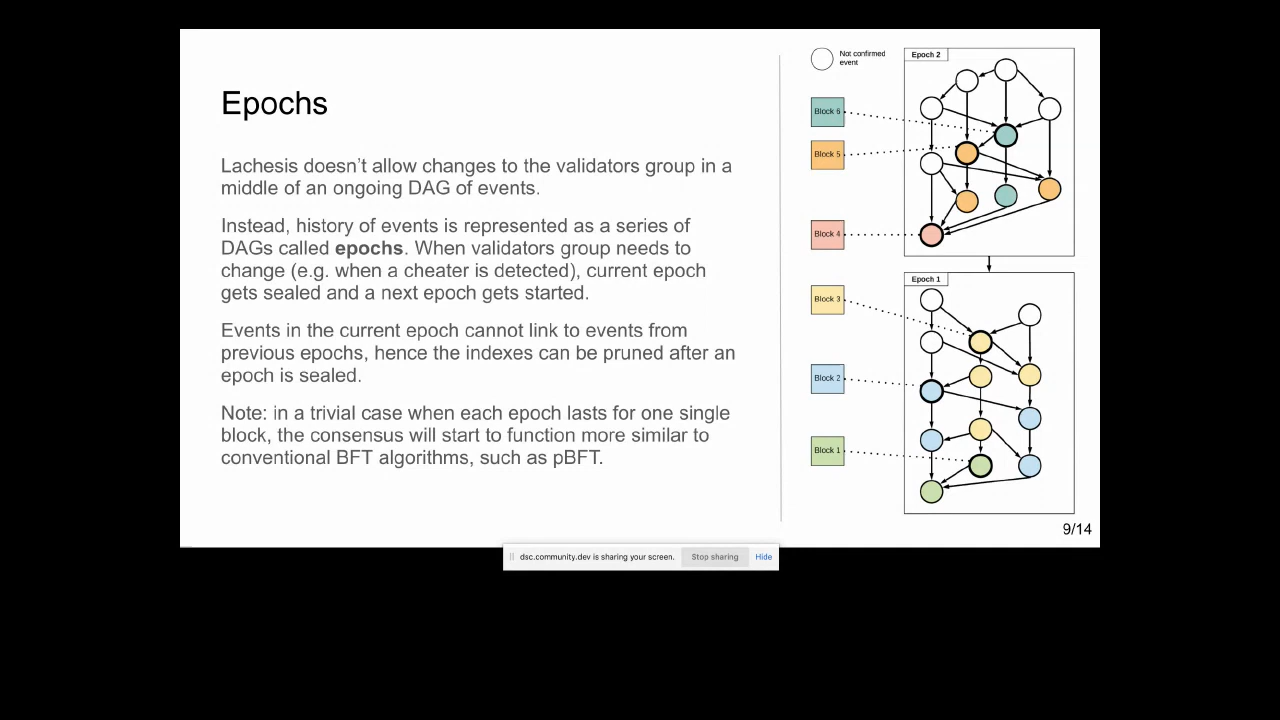 Epochs
Lachesis doesn't allow changes to the validators group in a
middle of an ongoing DAG of events.
Instead, history of events is represented as a series of
DAGs called epochs. When validators group needs to
change (e.g. when a cheater is detected), current epoch
gets sealed and a next epoch gets started.
Events in the current epoch cannot link to events from
previous epochs, hence the indexes can be pruned after an
epoch is sealed.
Note: in a trivial case when each epoch lasts for one single
block, the consensus will start to function more similar to
conventional BFT algorithms, such as pBFT.
Not confirmed
event
Epoch 2
Block 6
Block 5
Block 4
Epoch 1
Block 3
Block 2
Block 1
9/14
dsc.community.dev is sharing your screen.
Stop sharing
Hide